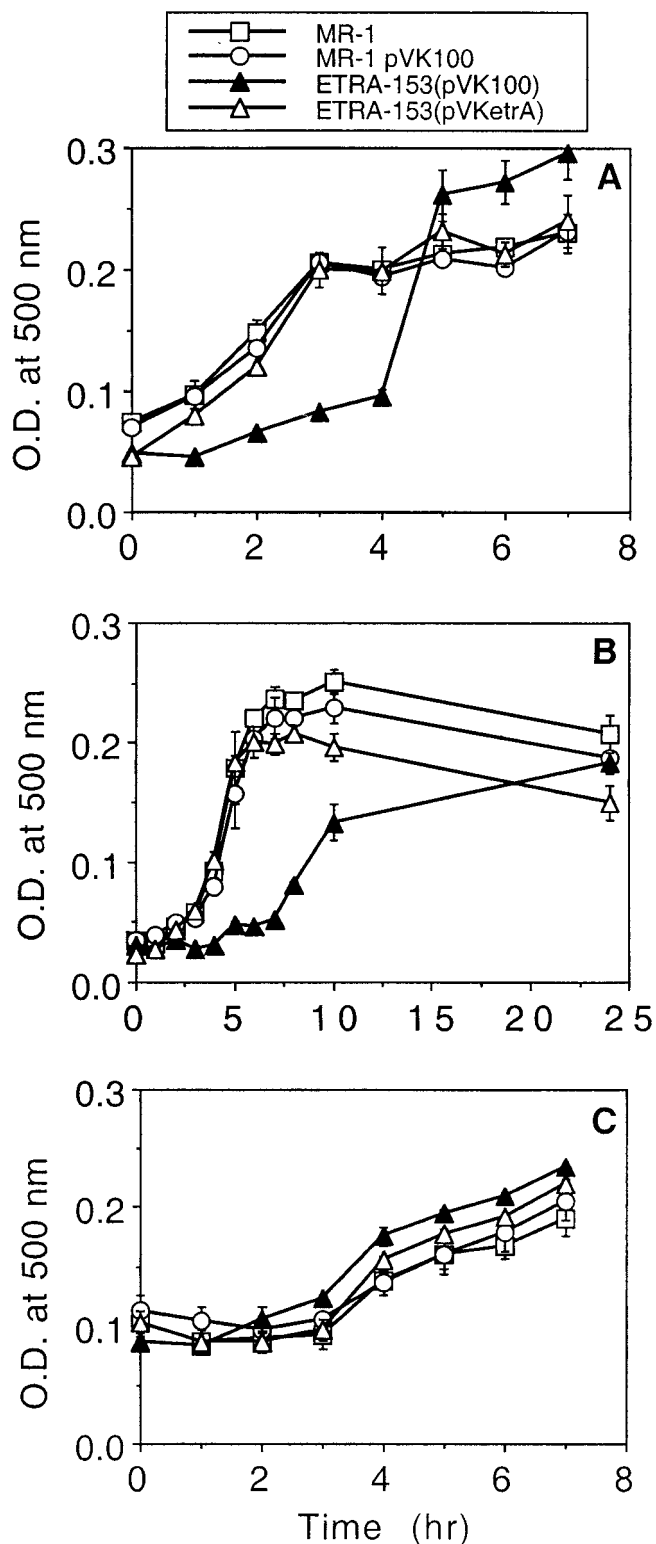 MR-1
MR-1 pVK100
ETRA-153(pVK100)
ETRA-153(pVKetrA)
A
O.D. at 500 nm
0.3
0.2
0.1
0.0
0 2 4 6 8
B
O.D. at 500 nm
0.3
0.2
0.1
0.0
0 5 10 15 20 25
C
O.D. at 500 nm
0.3
0.2
0.1
0.0
0 2 4 6 8
Time (hr)